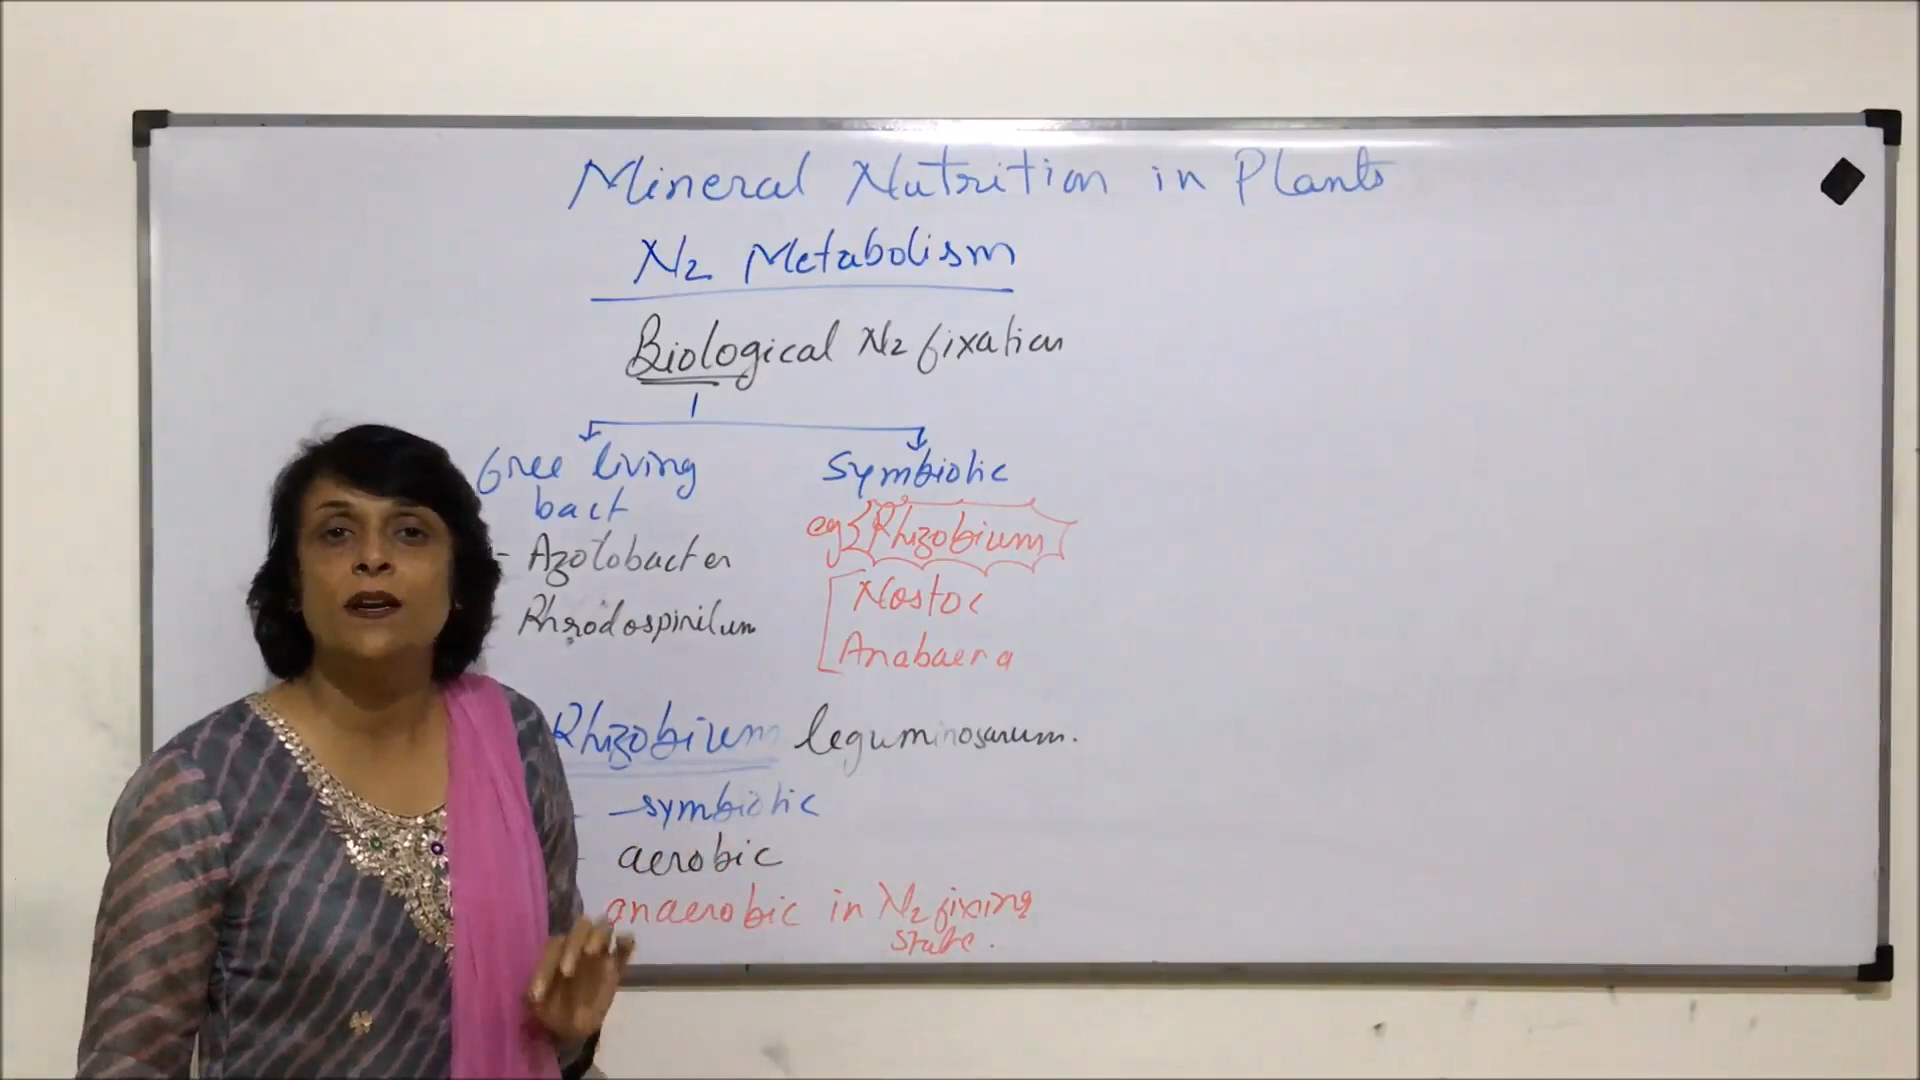 Mineral Nutrition in Plants
N2 Metabolism
Biological N2 fixation
free living
bact
Symbiotic
- Azotobacter
- Rhrodospirilum
eg Rhizobium
Nostoc
Anabaena
Rhizobium leguminosarum.
- symbiotic
- aerobic
anaerobic in N2 fixing
state.